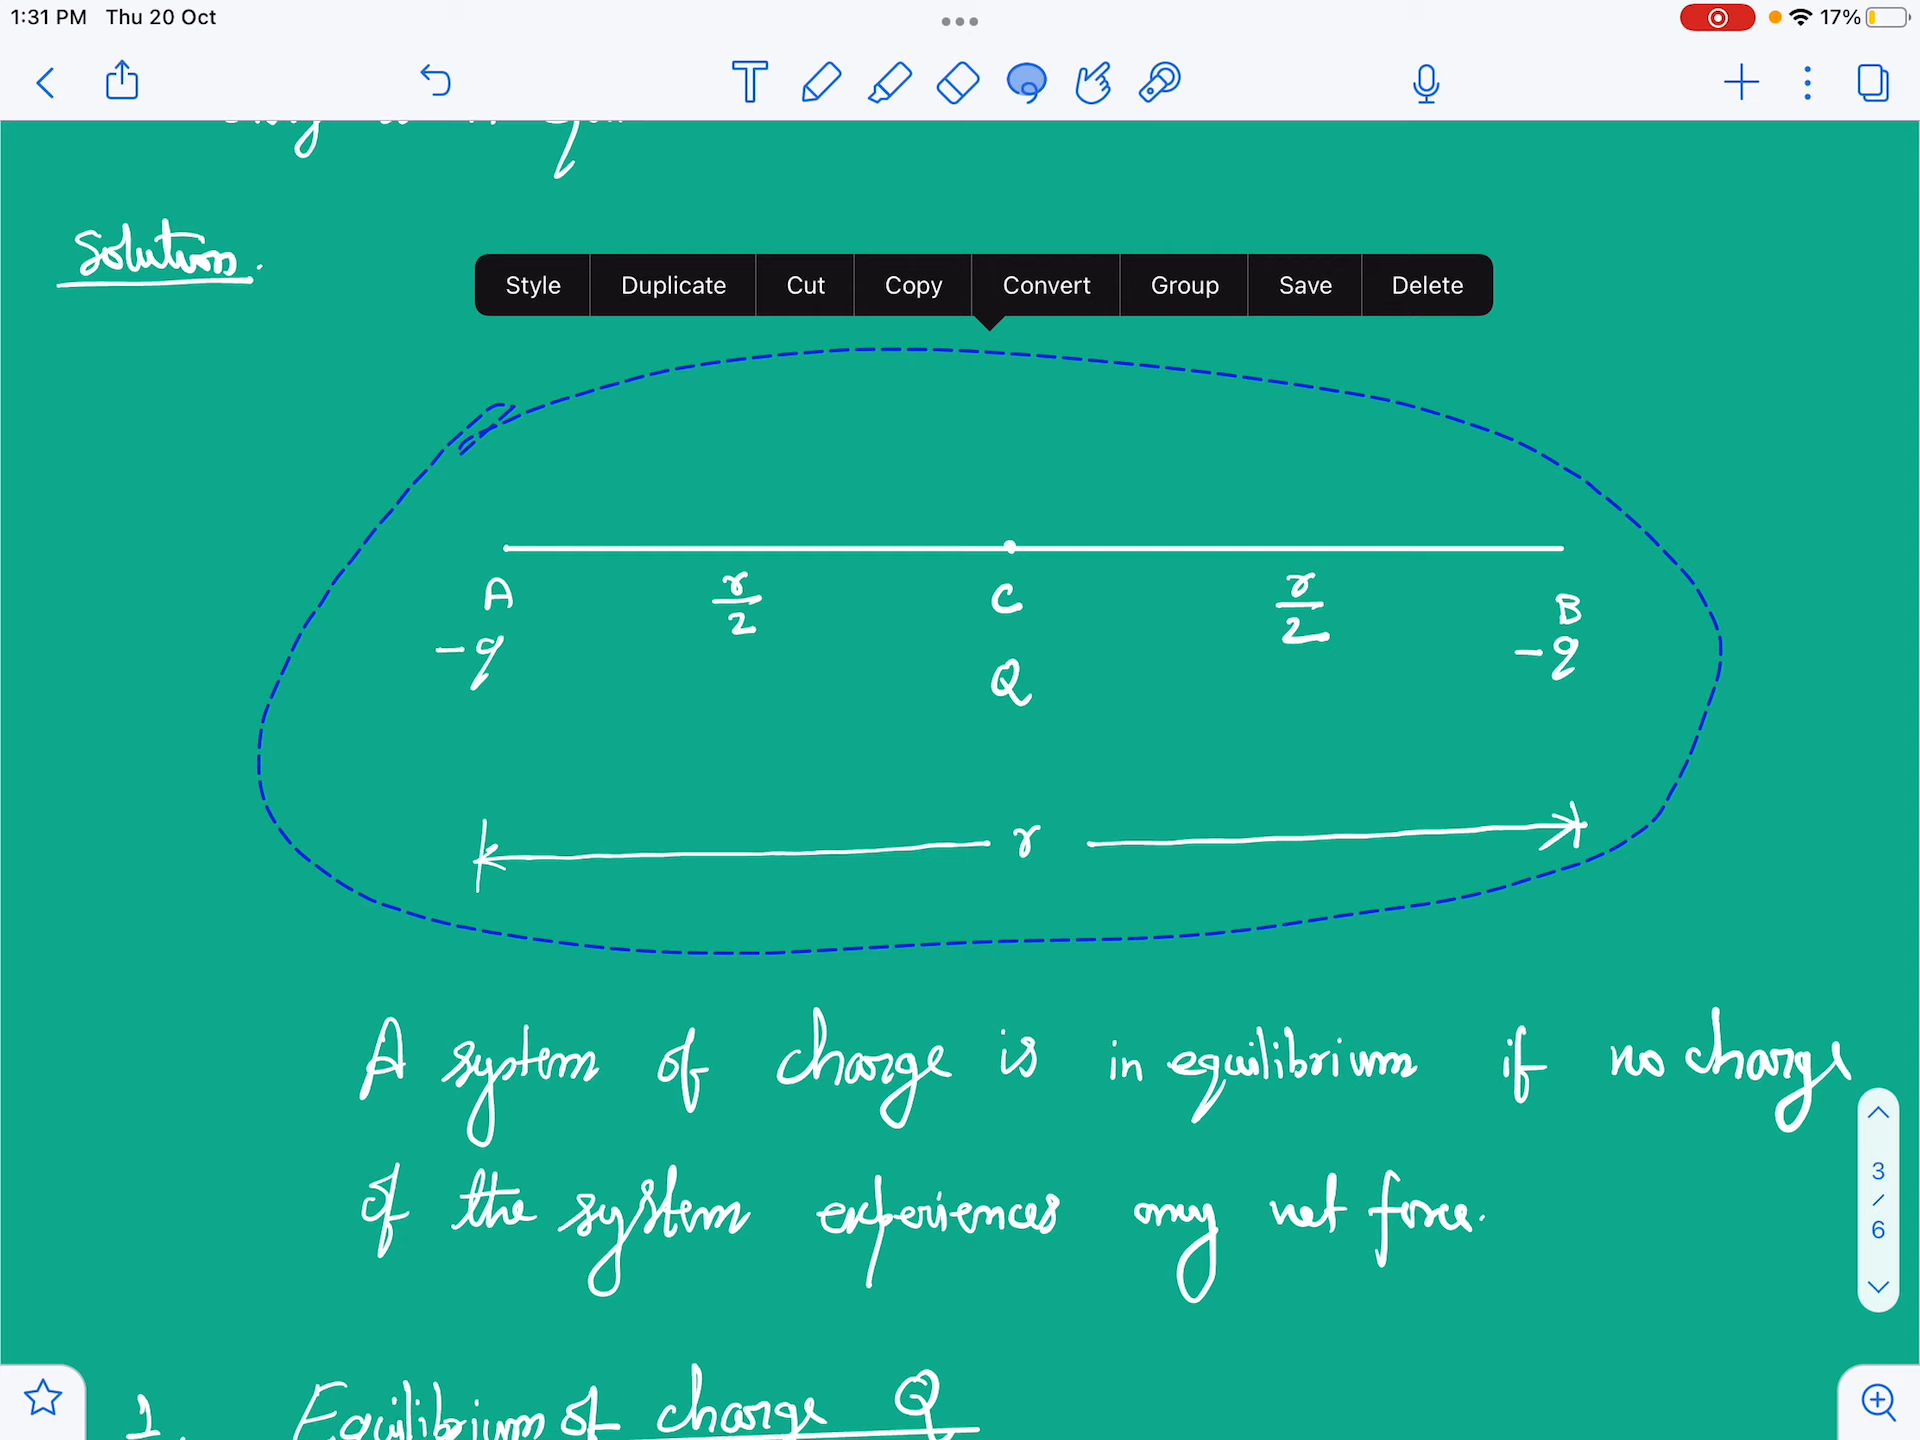 1:31 PM Thu 20 Oct
17%
Solution.
Style Duplicate Cut Copy Convert Group Save Delete
A r/2 C r/2 B
-q Q -q
r
A system of charge is in equilibrium if no charge
of the system experiences any net force.
3
/
6
1. Equilibrium of charge Q